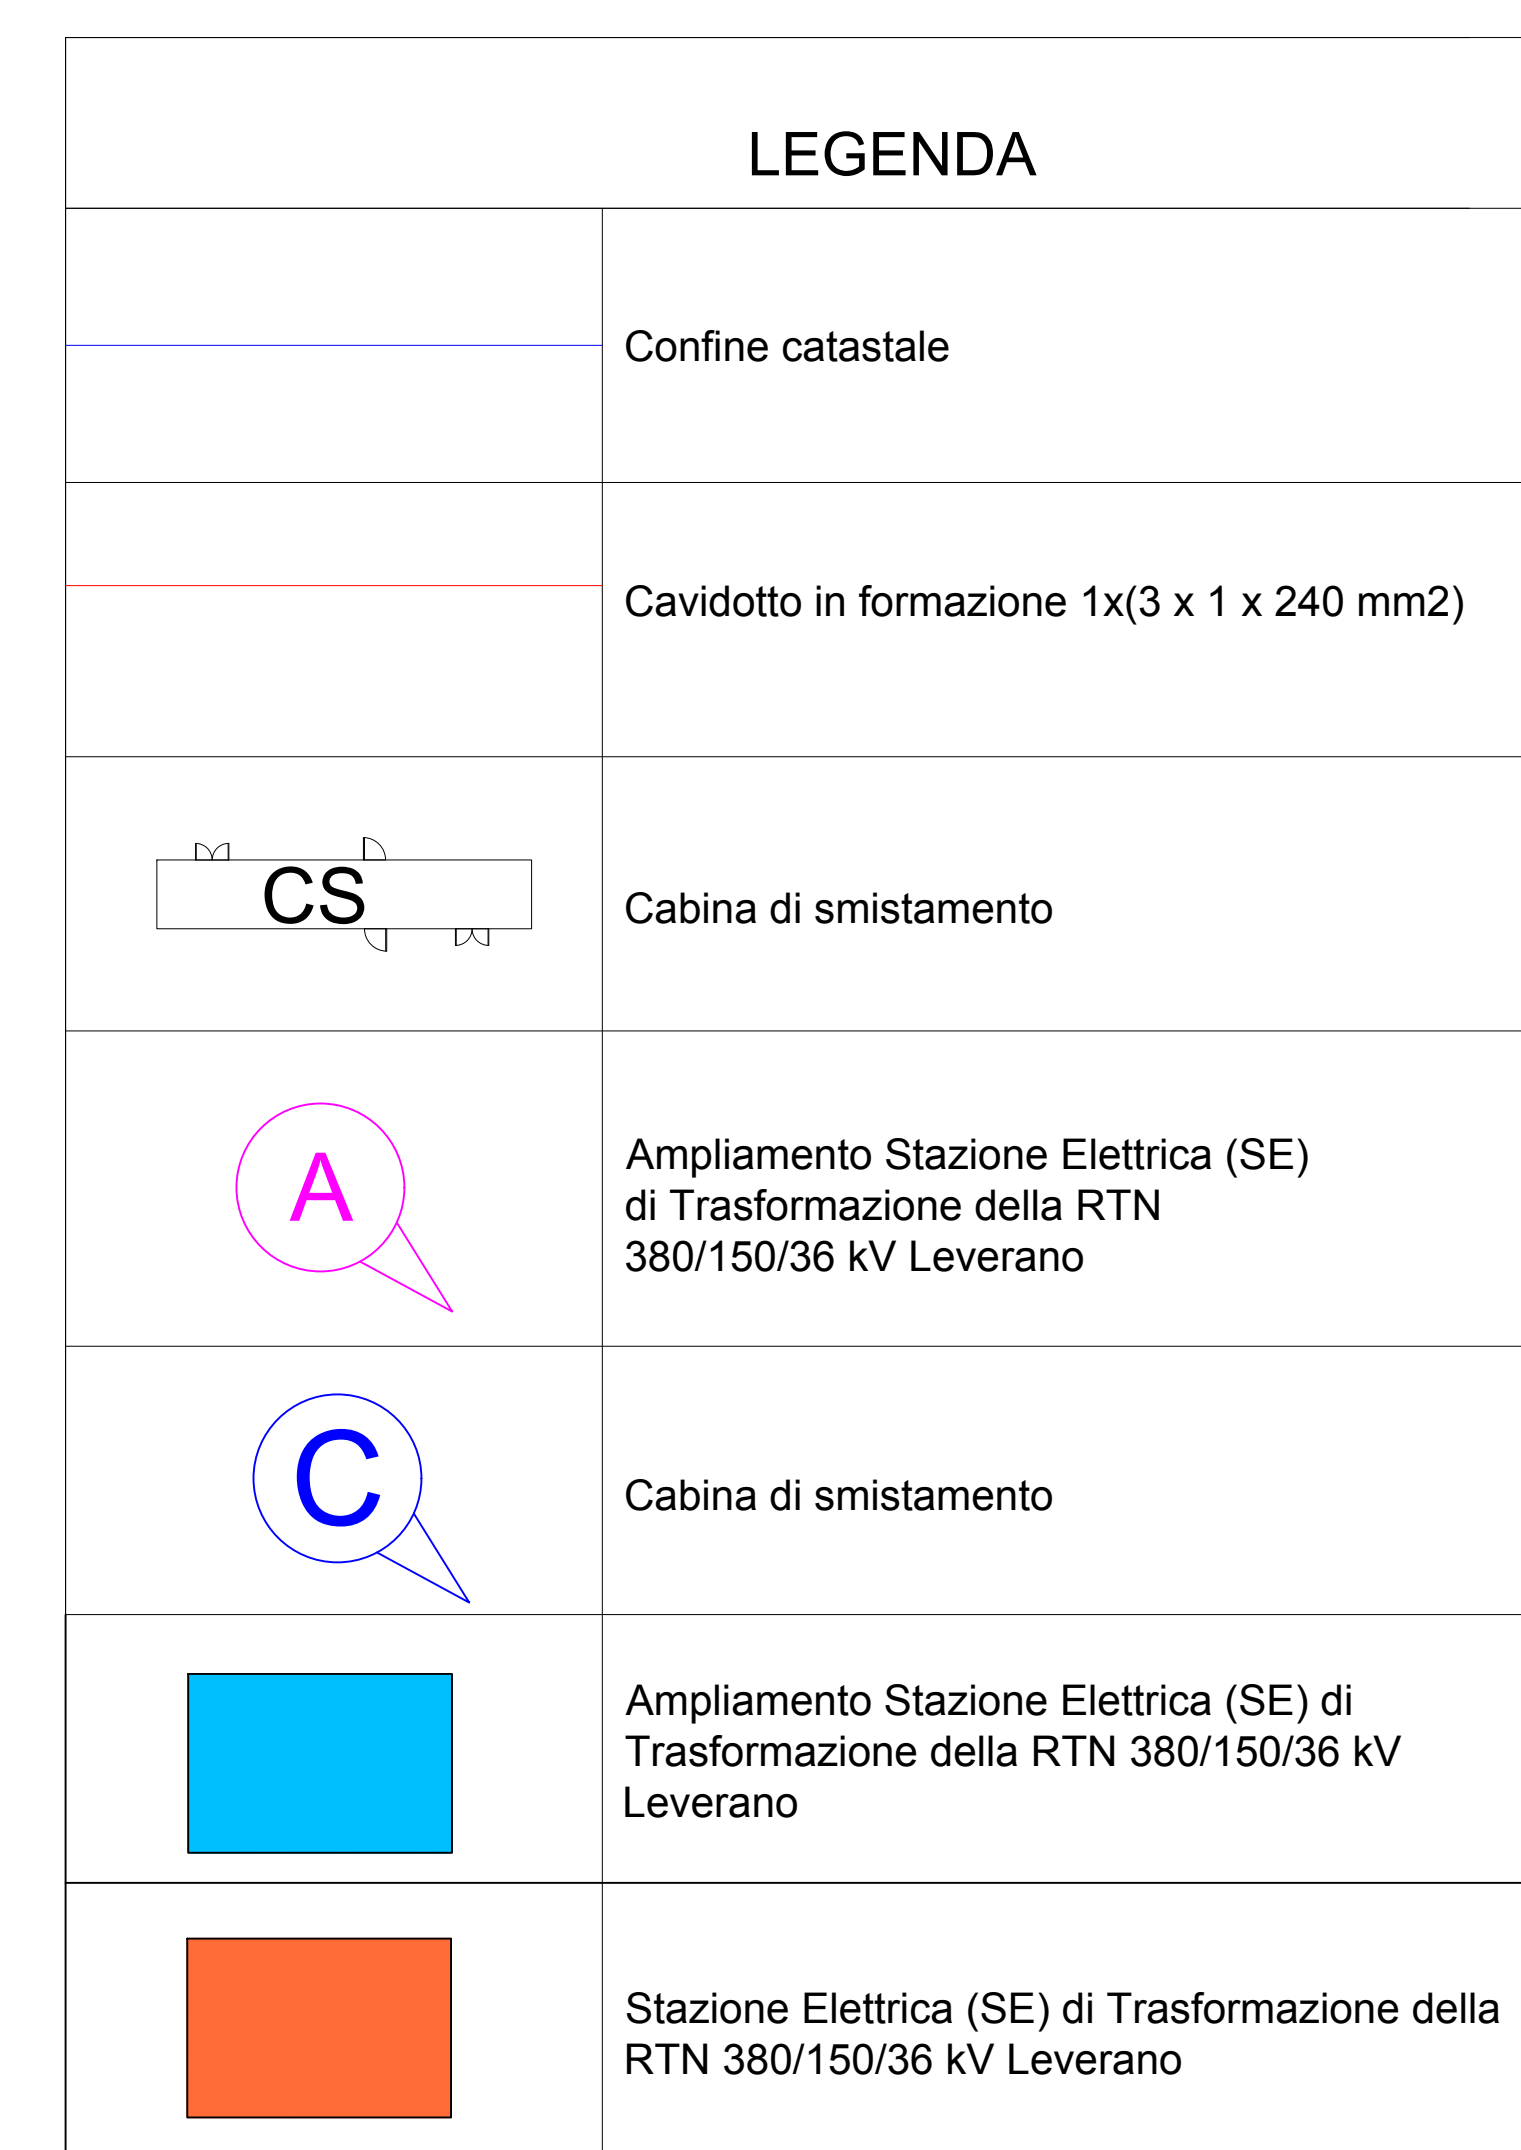 LEGENDA
Confine catastale
Cavidotto in formazione 1x(3 x 1 x 240 mm2)
CS
Cabina di smistamento
A
Ampliamento Stazione Elettrica (SE)
di Trasformazione della RTN
380/150/36 kV Leverano
C
Cabina di smistamento
Ampliamento Stazione Elettrica (SE) di
Trasformazione della RTN 380/150/36 kV
Leverano
Stazione Elettrica (SE) di Trasformazione della
RTN 380/150/36 kV Leverano